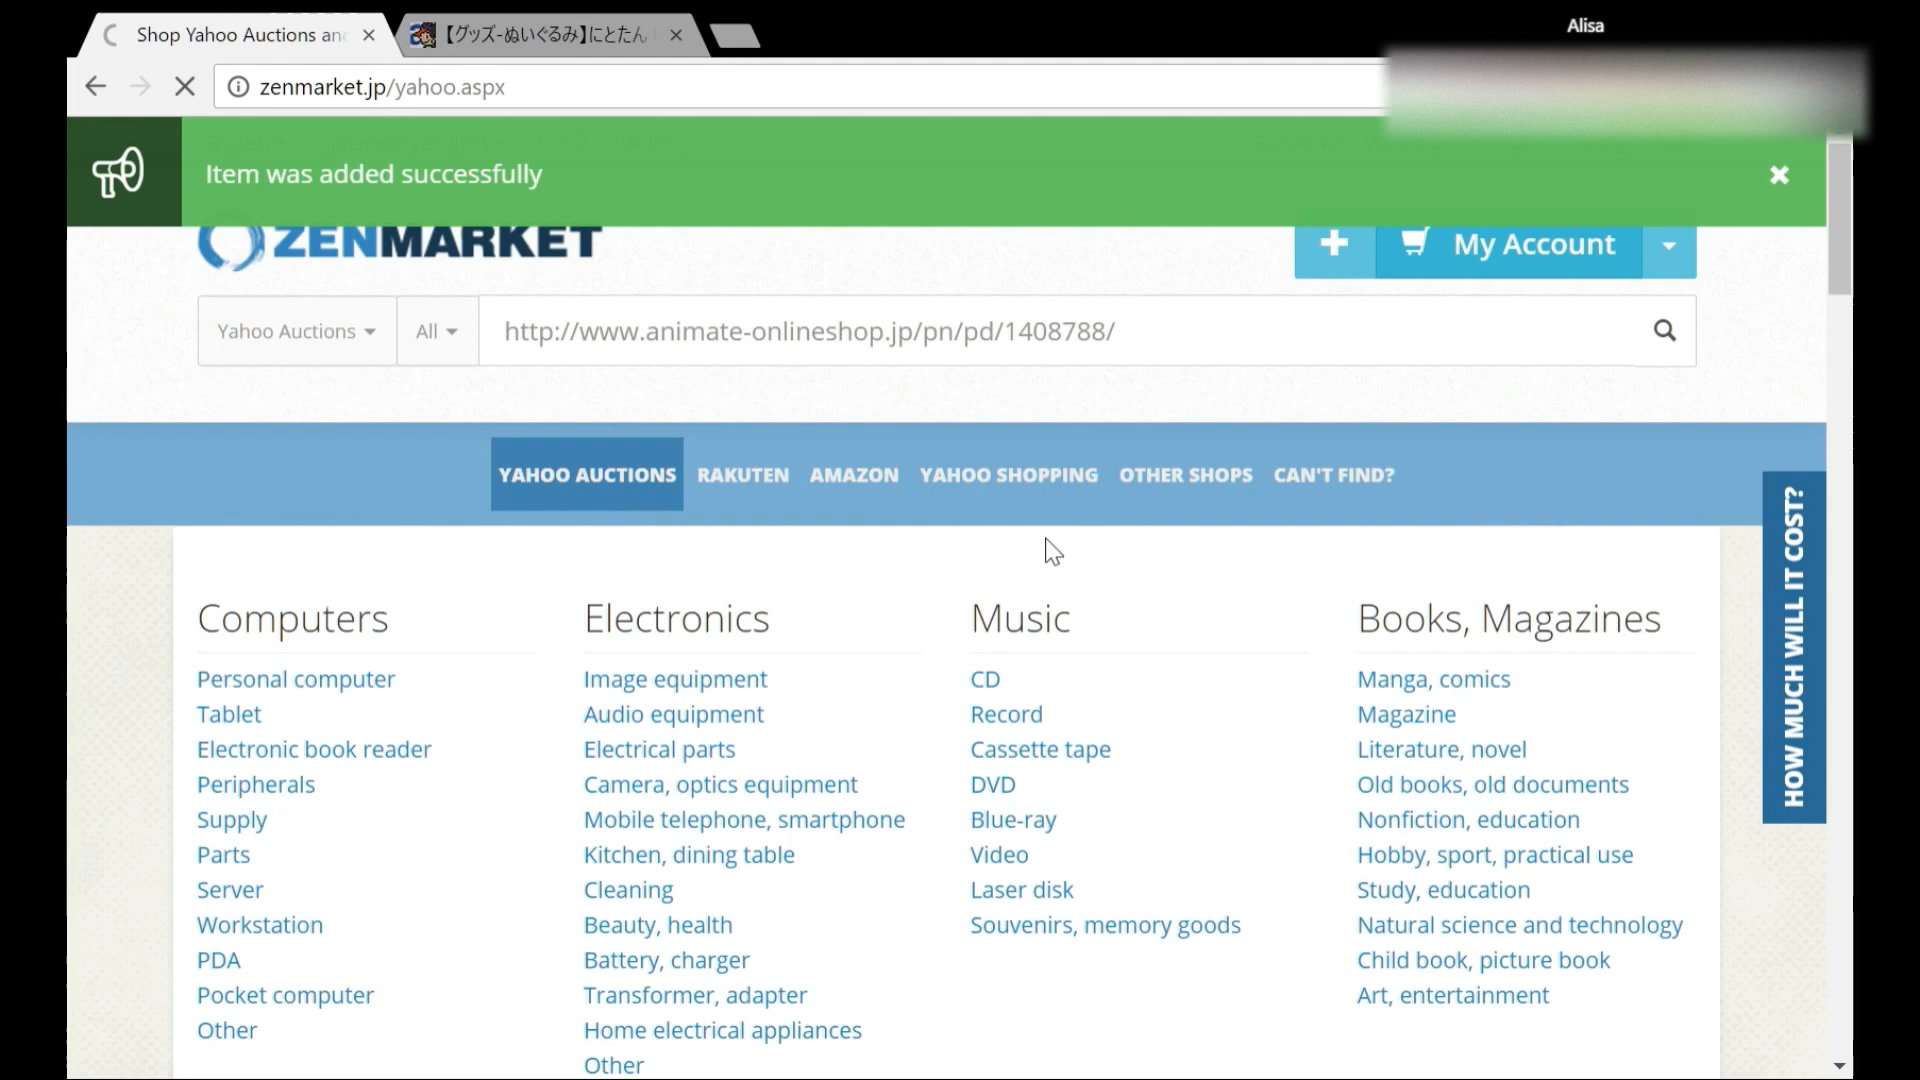 Alisa
Shop Yahoo Auctions an
【グッズ-ぬいぐるみ】にとたん
zenmarket.jp/yahoo.aspx
Item was added successfully
ZENMARKET
My Account
Yahoo Auctions
All
http://www.animate-onlineshop.jp/pn/pd/1408788/
YAHOO AUCTIONS RAKUTEN AMAZON YAHOO SHOPPING OTHER SHOPS CAN'T FIND?
HOW MUCH WILL IT COST?
Computers
Personal computer
Tablet
Electronic book reader
Peripherals
Supply
Parts
Server
Workstation
PDA
Pocket computer
Other
Electronics
Image equipment
Audio equipment
Electrical parts
Camera, optics equipment
Mobile telephone, smartphone
Kitchen, dining table
Cleaning
Beauty, health
Battery, charger
Transformer, adapter
Home electrical appliances
Other
Music
CD
Record
Cassette tape
DVD
Blue-ray
Video
Laser disk
Souvenirs, memory goods
Books, Magazines
Manga, comics
Magazine
Literature, novel
Old books, old documents
Nonfiction, education
Hobby, sport, practical use
Study, education
Natural science and technology
Child book, picture book
Art, entertainment